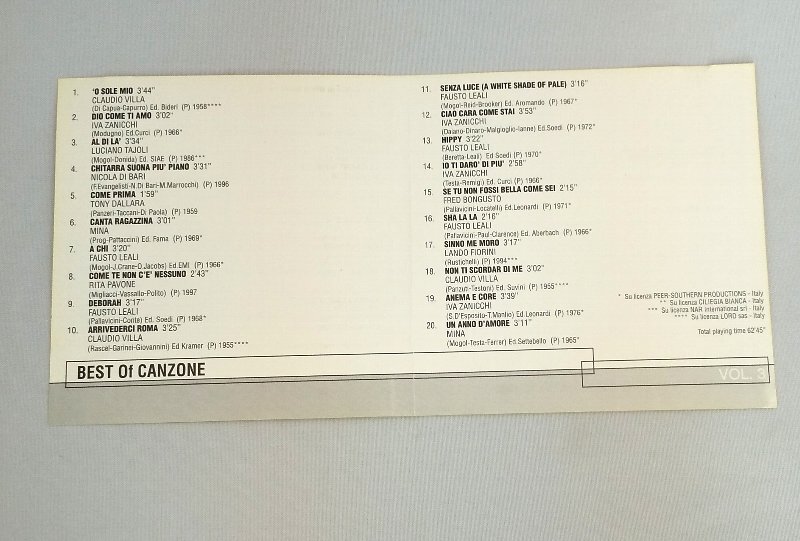 1. 'O SOLE MIO 3'44"
CLAUDIO VILLA
(Di Capua-Capurro) Ed. Bideri (P) 1958****
2. DIO COME TI AMO 3'02"
IVA ZANICCHI
(Modugno) Ed.Curci (P) 1966*
3. AL DI LA' 3'34"
LUCIANO TAJOLI
(Mogol-Donida) Ed. SIAE (P) 1986***
4. CHITARRA SUONA PIU' PIANO 3'31"
NICOLA DI BARI
(F.Evangelisti-N.Di Bari-M.Marrocchi) (P) 1996
5. COME PRIMA 1'59"
TONY DALLARA
(Panzeri-Taccani-Di Paola) (P) 1959
6. CANTA RAGAZZINA 3'01"
MINA
(Prog-Pattaccini) Ed. Fama (P) 1969*
7. A CHI 3'20"
FAUSTO LEALI
(Mogol-J.Crane-D.Jacobs) Ed.EMI (P) 1966*
8. COME TE NON C'E' NESSUNO 2'43"
RITA PAVONE
(Migliacci-Vassallo-Polito) (P) 1997
9. DEBORAH 3'17"
FAUSTO LEALI
(Pallavicini-Conte) Ed. Soedi (P) 1968*
10. ARRIVEDERCI ROMA 3'25"
CLAUDIO VILLA
(Rascel-Garinei-Giovannini) Ed Kramer (P) 1955****
11. SENZA LUCE (A WHITE SHADE OF PALE) 3'16"
FAUSTO LEALI
(Mogol-Reid-Brooker) Ed. Aromando (P) 1967*
12. CIAO CARA COME STAI 3'53"
IVA ZANICCHI
(Daiano-Dinaro-Malgioglio-Ianne) Ed.Soedi (P) 1972*
13. HIPPY 3'22"
FAUSTO LEALI
(Beretta-Leali) Ed Soedi (P) 1970*
14. IO TI DARO' DI PIU' 2'58"
IVA ZANICCHI
(Testa-Remigi) Ed. Curci (P) 1966*
15. SE TU NON FOSSI BELLA COME SEI 2'15"
FRED BONGUSTO
(Pallavicini-Locatelli) Ed.Leonardi (P) 1971*
16. SHA LA LA 2'16"
FAUSTO LEALI
(Pallavicini-Paul-Clarence) Ed. Aberbach (P) 1966*
17. SINNO ME MORO 3'17"
LANDO FIORINI
(Rustichelli) (P) 1994***
18. NON TI SCORDAR DI ME 3'02"
CLAUDIO VILLA
(Panzuti-Testoni) Ed. Suvini (P) 1955****
19. ANEMA E CORE 3'39"
IVA ZANICCHI
(S.D'Esposito-T.Monlio) Ed.Leonardi (P) 1976*
20. UN ANNO D'AMORE 3'11"
MINA
(Mogol-Testa-Ferrer) Ed.Settebello (P) 1965*
* Su licenza PEER-SOUTHERN PRODUCTIONS - Italy
** Su licenza CILIEGIA BIANCA - Italy
*** Su licenza NAR international srl - Italy
**** Su licenza LORD sas - Italy
Total playing time 62'45"
BEST Of CANZONE
VOL. 3